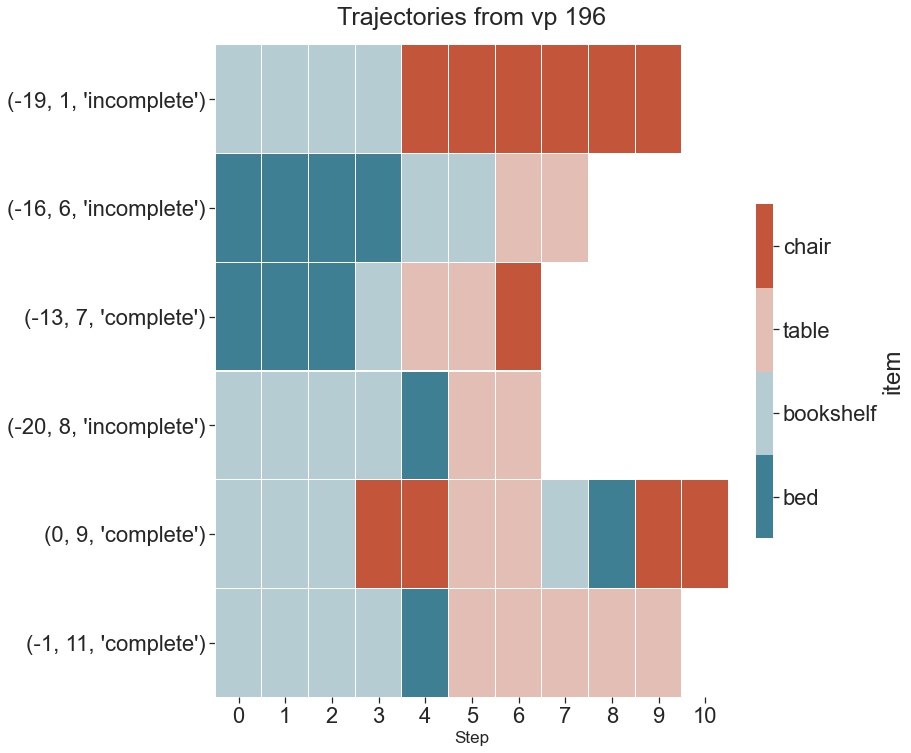 Trajectories from vp 196
(-19, 1, 'incomplete')
(-16, 6, 'incomplete')
(-13, 7, 'complete')
(-20, 8, 'incomplete')
(0, 9, 'complete')
(-1, 11, 'complete')
0 1 2 3 4 5 6 7 8 9 10
Step
chair
table
bookshelf
bed
item